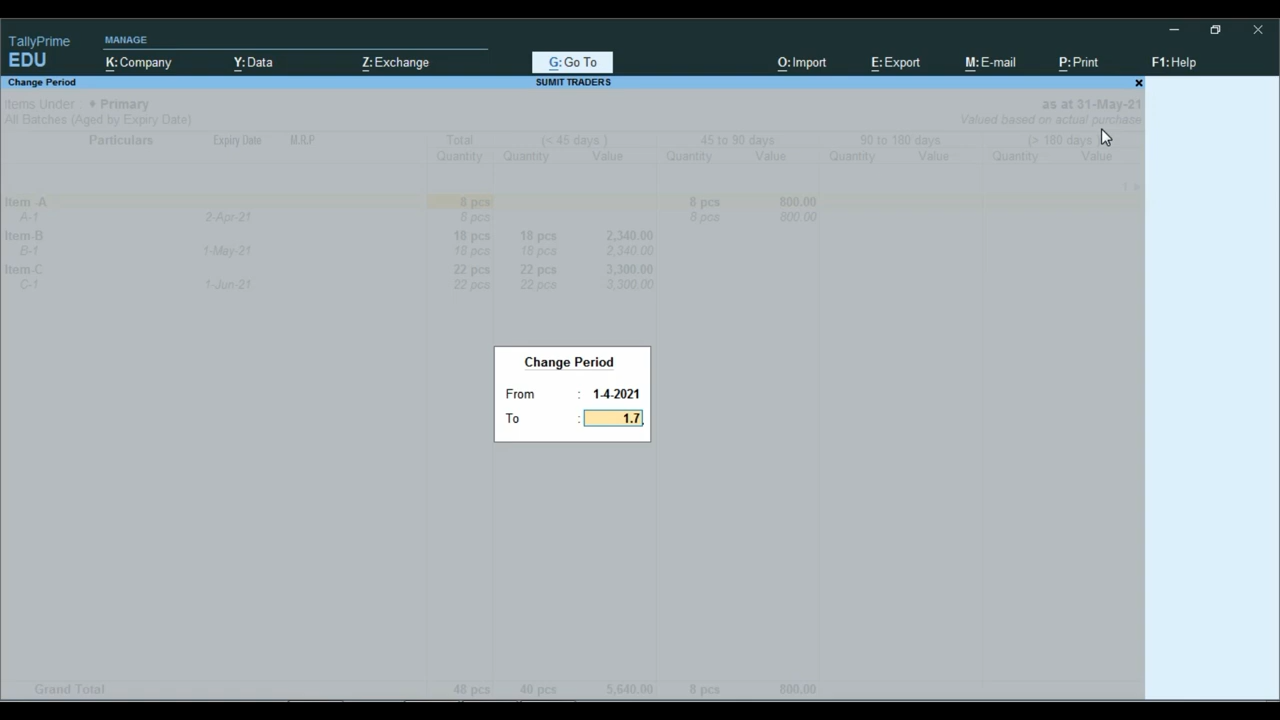 TallyPrime
EDU
MANAGE
K: Company
Y: Data
Z: Exchange
G: Go To
O: Import
E: Export
M: E-mail
P: Print
F1: Help
Change Period
SUMIT TRADERS
Items Under ♦ Primary
as at 31-May-21
All Batches (Aged by Expiry Date)
Valued based on actual purchase
Particulars Expiry Date M.R.P Total (< 45 days ) 45 to 90 days 90 to 180 days (> 180 days
Quantity Quantity Value Quantity Value Quantity Value Quantity Value
Item -A 8 pcs 8 pcs 800.00
A-1 2-Apr-21 8 pcs 8 pcs 800.00
Item-B 18 pcs 18 pcs 2,340.00
B-1 1-May-21 18 pcs 18 pcs 2,340.00
Item-C 22 pcs 22 pcs 3,300.00
C-1 1-Jun-21 22 pcs 22 pcs 3,300.00
Change Period
From : 1-4-2021
To : 1.7
Grand Total 48 pcs 40 pcs 5,640.00 8 pcs 800.00